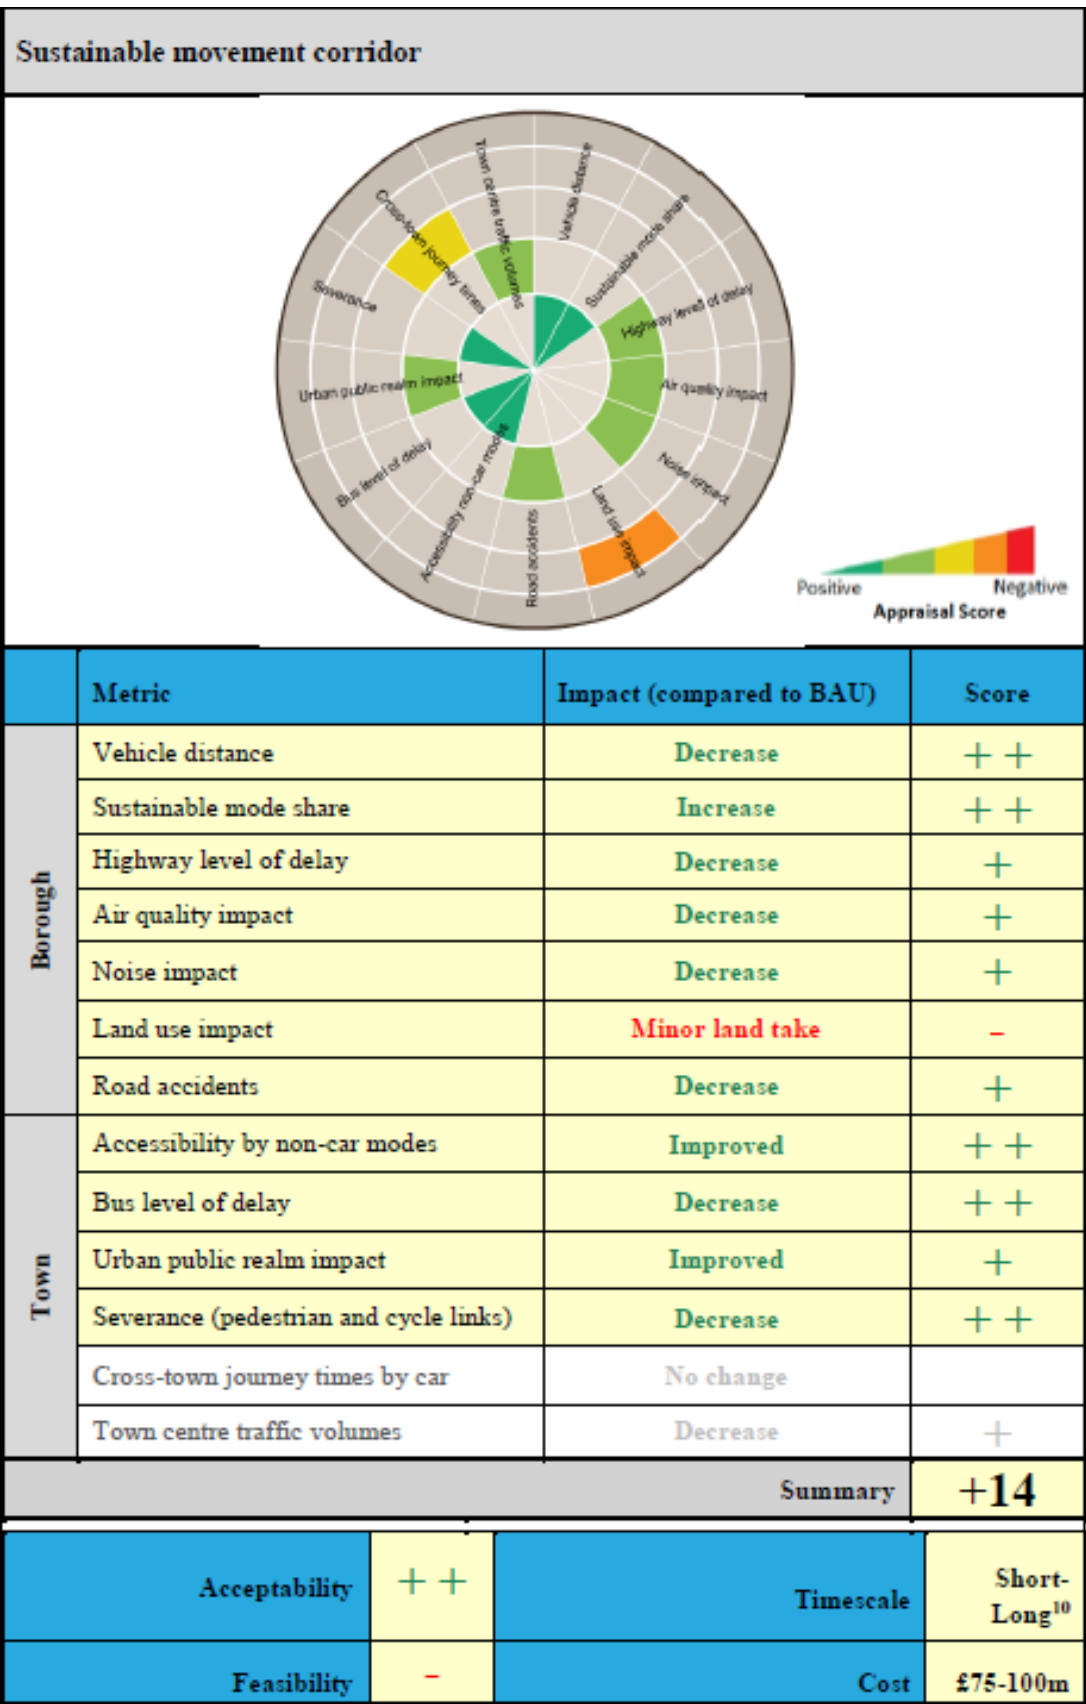 Sustainable movement corridor
Town centre traffic volumes
Vehicle distance
Sustainable mode share
Highway level of delay
Air quality impact
Noise impact
Land use impact
Road accidents
Accessibility non-car modes
Bus level of delay
Urban public realm impact
Severance
Cross-town journey times
Positive Negative
Appraisal Score
Metric Impact (compared to BAU) Score
Borough
Vehicle distance Decrease ++
Sustainable mode share Increase ++
Highway level of delay Decrease +
Air quality impact Decrease +
Noise impact Decrease +
Land use impact Minor land take -
Road accidents Decrease +
Town
Accessibility by non-car modes Improved ++
Bus level of delay Decrease ++
Urban public realm impact Improved +
Severance (pedestrian and cycle links) Decrease ++
Cross-town journey times by car No change
Town centre traffic volumes Decrease +
Summary +14
Acceptability ++ Timescale Short-
Long¹⁰
Feasibility - Cost £75-100m